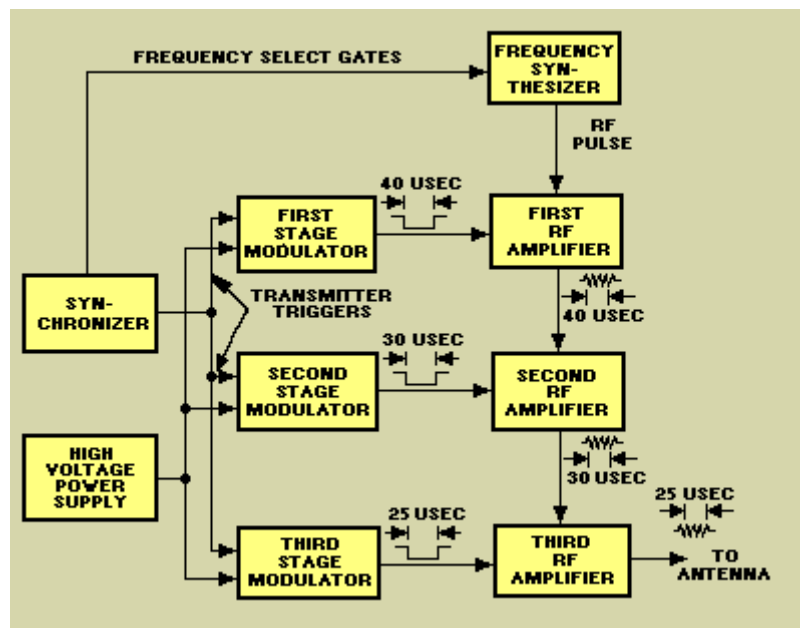 FREQUENCY SELECT GATES
FREQUENCY
SYN-
THESIZER
RF
PULSE
40 USEC
FIRST
STAGE
MODULATOR
FIRST
RF
AMPLIFIER
SYN-
CHRONIZER
TRANSMITTER
TRIGGERS
40 USEC
30 USEC
SECOND
STAGE
MODULATOR
SECOND
RF
AMPLIFIER
HIGH
VOLTAGE
POWER
SUPPLY
30 USEC
25 USEC
25 USEC
THIRD
STAGE
MODULATOR
THIRD
RF
AMPLIFIER
TO
ANTENNA